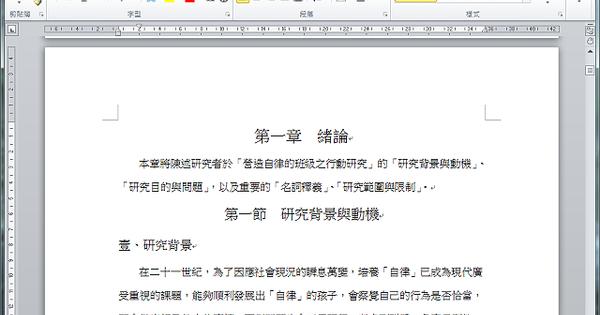 剪貼簿 字型 段落 樣式
第一章 緒論
本章將陳述研究者於「營造自律的班級之行動研究」的「研究背景與動機」、
「研究目的與問題」，以及重要的「名詞釋義」、「研究範圍與限制」。
第一節 研究背景與動機
壹、研究背景
在二十一世紀，為了因應社會現況的瞬息萬變，培養「自律」已成為現代廣
受重視的課題，能夠順利發展出「自律」的孩子，會察覺自己的行為是否恰當，